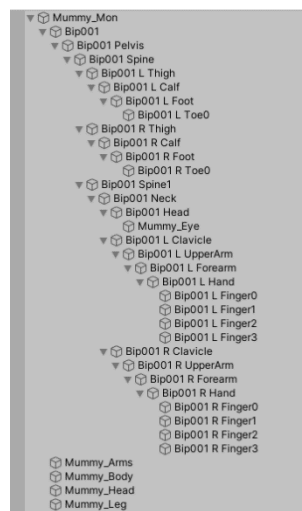 Mummy_Mon
Bip001
Bip001 Pelvis
Bip001 Spine
Bip001 L Thigh
Bip001 L Calf
Bip001 L Foot
Bip001 L Toe0
Bip001 R Thigh
Bip001 R Calf
Bip001 R Foot
Bip001 R Toe0
Bip001 Spine1
Bip001 Neck
Bip001 Head
Mummy_Eye
Bip001 L Clavicle
Bip001 L UpperArm
Bip001 L Forearm
Bip001 L Hand
Bip001 L Finger0
Bip001 L Finger1
Bip001 L Finger2
Bip001 L Finger3
Bip001 R Clavicle
Bip001 R UpperArm
Bip001 R Forearm
Bip001 R Hand
Bip001 R Finger0
Bip001 R Finger1
Bip001 R Finger2
Bip001 R Finger3
Mummy_Arms
Mummy_Body
Mummy_Head
Mummy_Leg